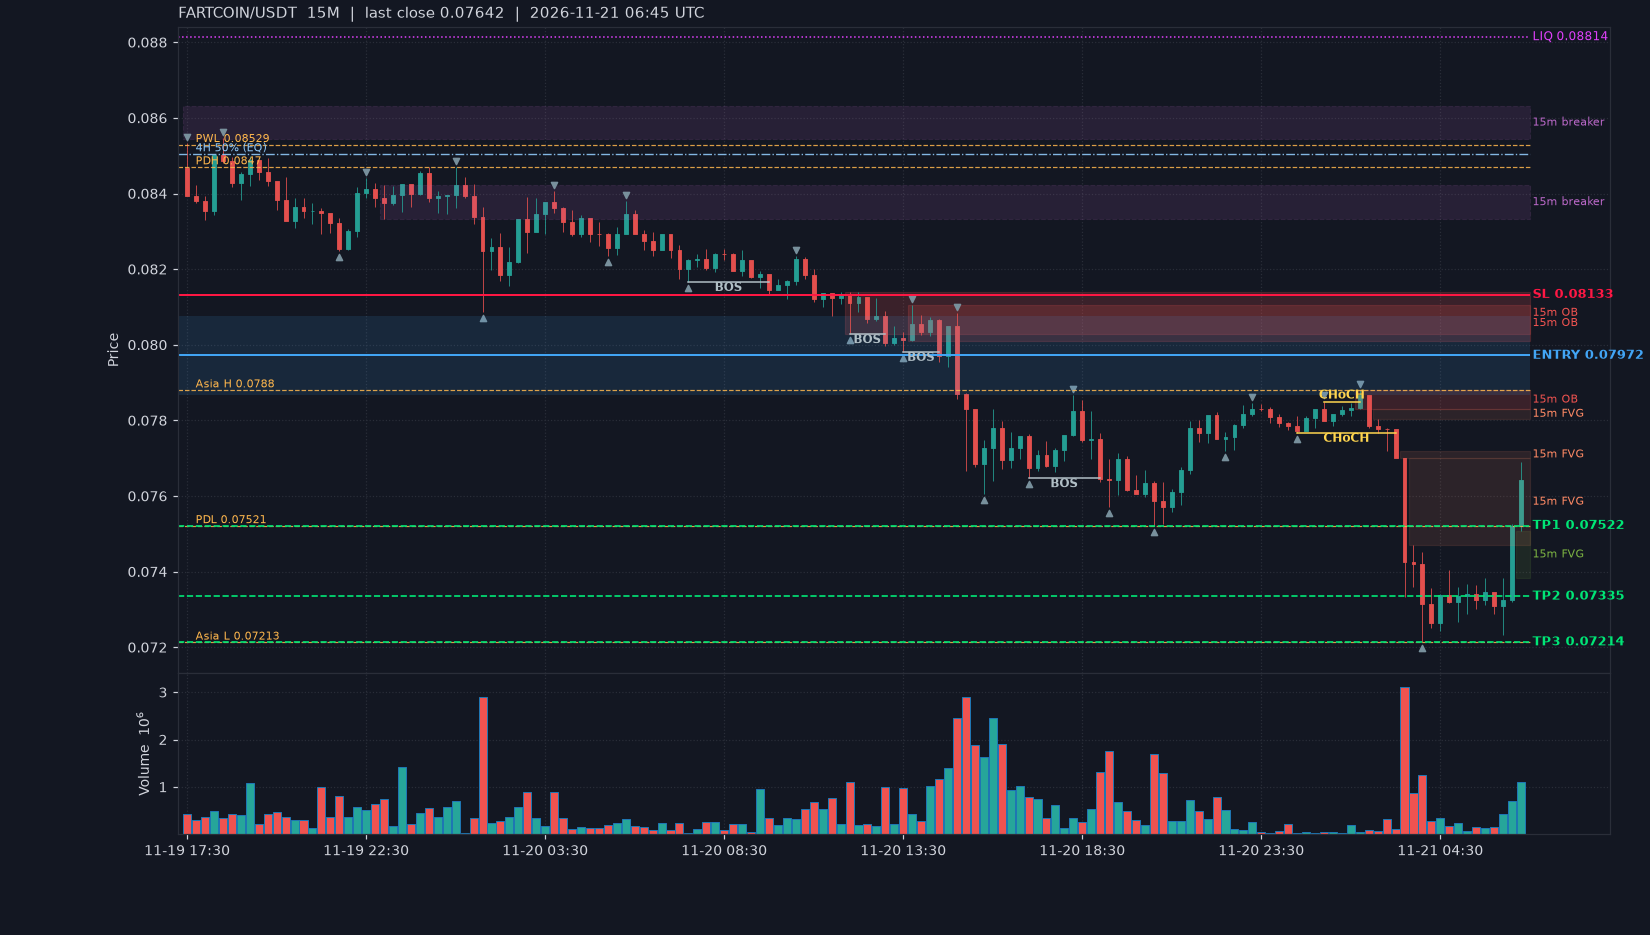 FARTCOIN/USDT 15M | last close 0.07642 | 2026-11-21 06:45 UTC
0.088
LIQ 0.08814
0.086
15m breaker
PWL 0.08529
4H 50% (EQ)
PDH 0.0847
0.084
15m breaker
0.082
BOS
SL 0.08133
15m OB
15m OB
BOS
0.080
BOS
ENTRY 0.07972
Price
Asia H 0.0788
CHoCH
15m OB
15m FVG
0.078
CHoCH
15m FVG
BOS
0.076
15m FVG
PDL 0.07521
TP1 0.07522
15m FVG
0.074
TP2 0.07335
Asia L 0.07213
TP3 0.07214
0.072
3
2
1
Volume 10⁶
11-19 17:30
11-19 22:30
11-20 03:30
11-20 08:30
11-20 13:30
11-20 18:30
11-20 23:30
11-21 04:30